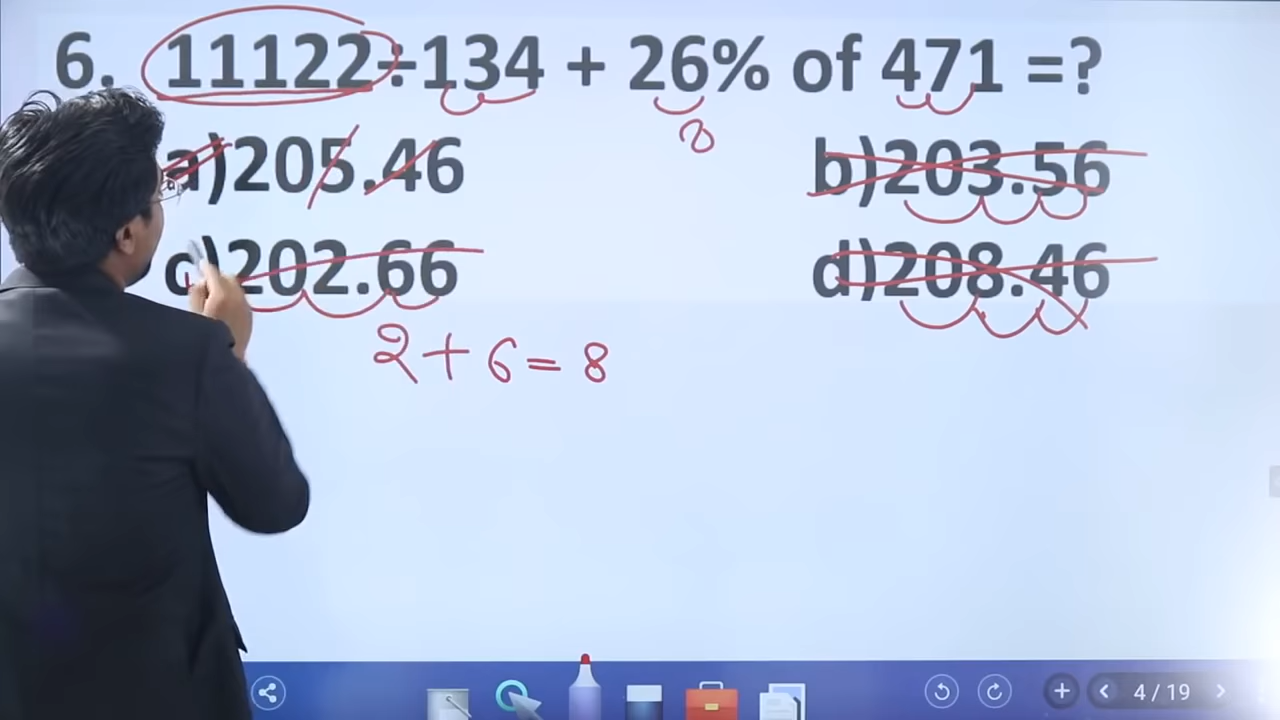 6. 11122÷134 + 26% of 471 =?
8
a)205.46 b)203.56
c)202.66 d)208.46
2+6=8
4 / 19